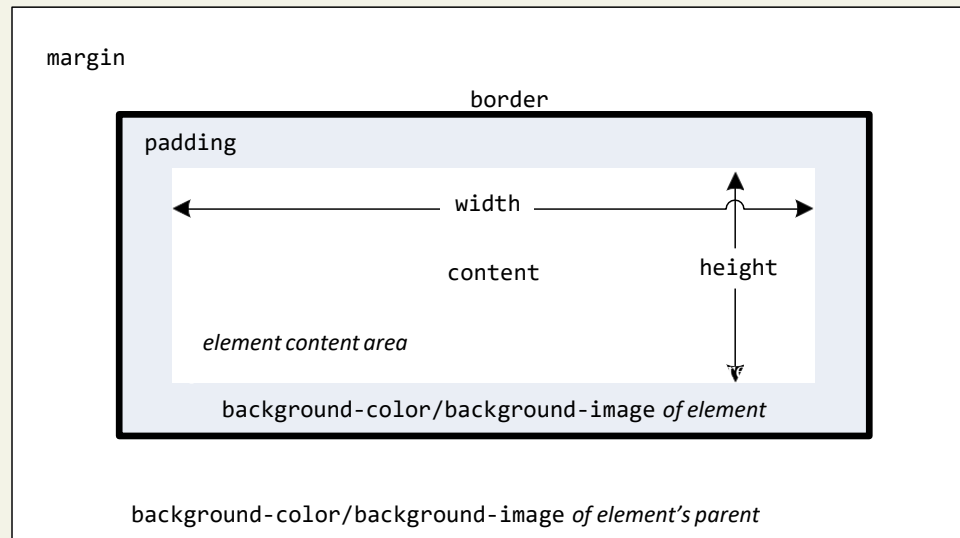 margin
border
padding
width
content
height
element content area
background-color/background-image of element
background-color/background-image of element's parent